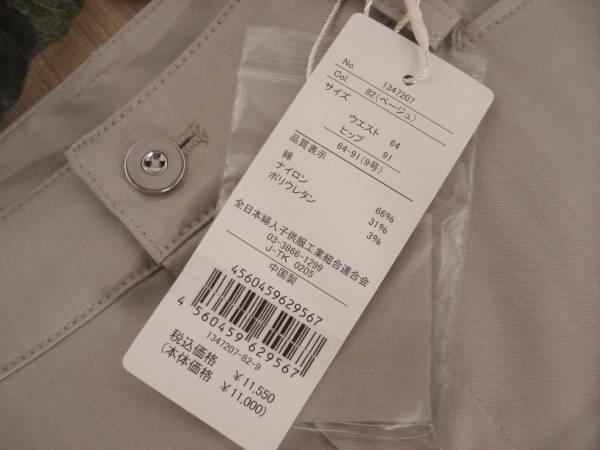 No. 1347207
Col. 82(ベージュ)
サイズ
ウエスト 64
ヒップ 91
64-91(9号)
品質表示
綿 66%
ナイロン 31%
ポリウレタン 3%
全日本婦人子供服工業組合連合会
03-3866-1299
J-TK 0205
中国製
4560459629567
4 560459 629567
1347207-82-9
税込価格 ￥11,550
(本体価格 ￥11,000)